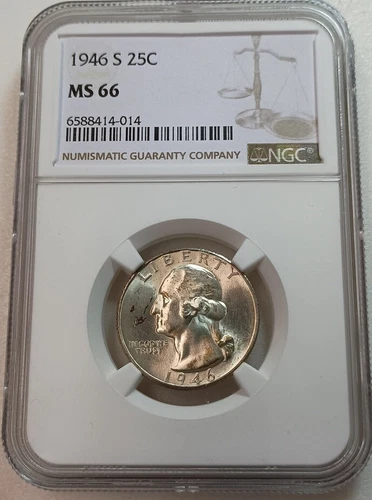 1946 S 25C
MS 66
6588414-014
NUMISMATIC GUARANTY COMPANY
NGC®
LIBERTY
IN GOD WE
TRUST
1946